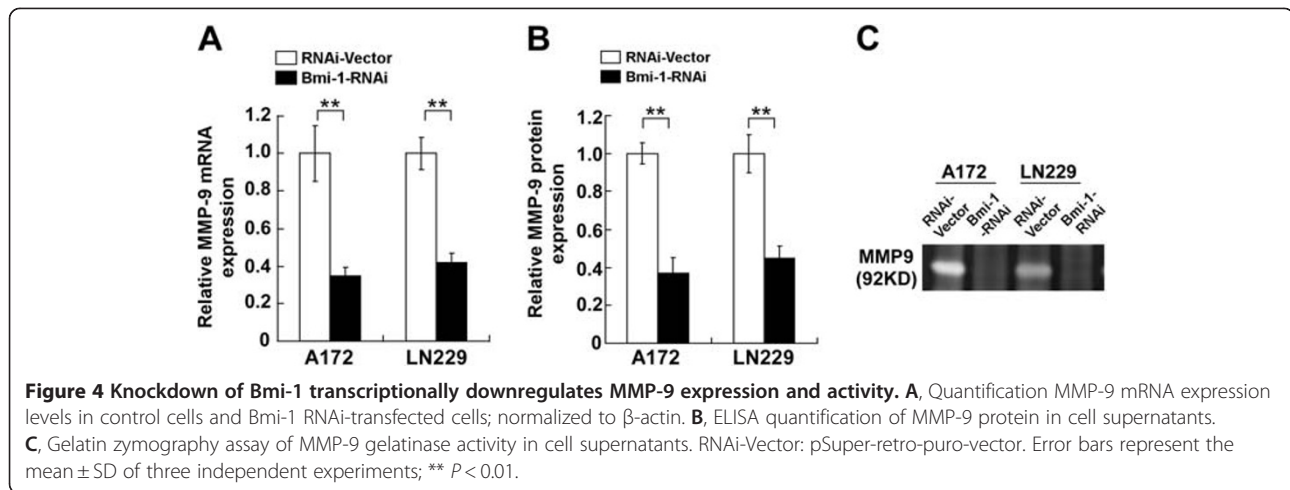 A
RNAi-Vector
Bmi-1-RNAi
Relative MMP-9 mRNA
expression
**
**
1.2
1.0
0.8
0.6
0.4
0.2
0
A172
LN229
B
RNAi-Vector
Bmi-1-RNAi
Relative MMP-9 protein
expression
**
**
1.2
1.0
0.8
0.6
0.4
0.2
0
A172
LN229
C
A172
LN229
RNAi-
Vector
Bmi-1
-RNAi
RNAi-
Vector
Bmi-1-
RNAi
MMP9
(92KD)
Figure 4 Knockdown of Bmi-1 transcriptionally downregulates MMP-9 expression and activity. A, Quantification MMP-9 mRNA expression
levels in control cells and Bmi-1 RNAi-transfected cells; normalized to β-actin. B, ELISA quantification of MMP-9 protein in cell supernatants.
C, Gelatin zymography assay of MMP-9 gelatinase activity in cell supernatants. RNAi-Vector: pSuper-retro-puro-vector. Error bars represent the
mean ± SD of three independent experiments; ** P < 0.01.